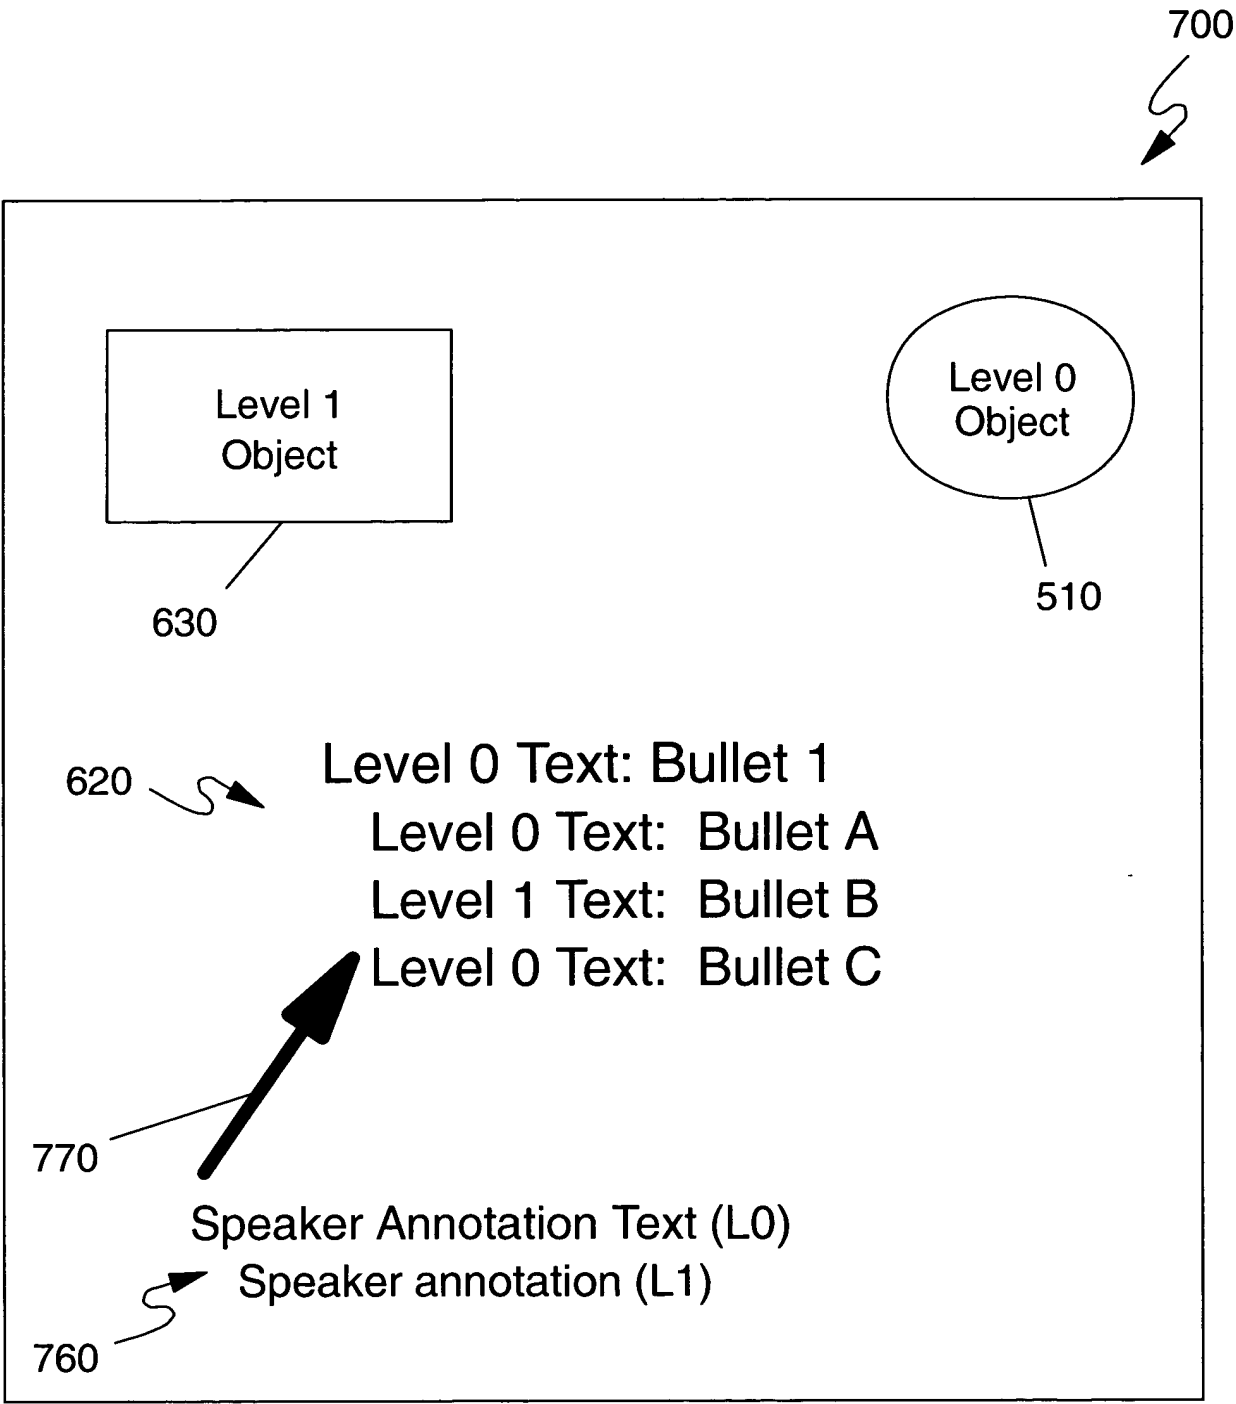 700
Level 1
Object
Level 0
Object
630
510
620
Level 0 Text: Bullet 1
Level 0 Text: Bullet A
Level 1 Text: Bullet B
Level 0 Text: Bullet C
770
Speaker Annotation Text (L0)
Speaker annotation (L1)
760